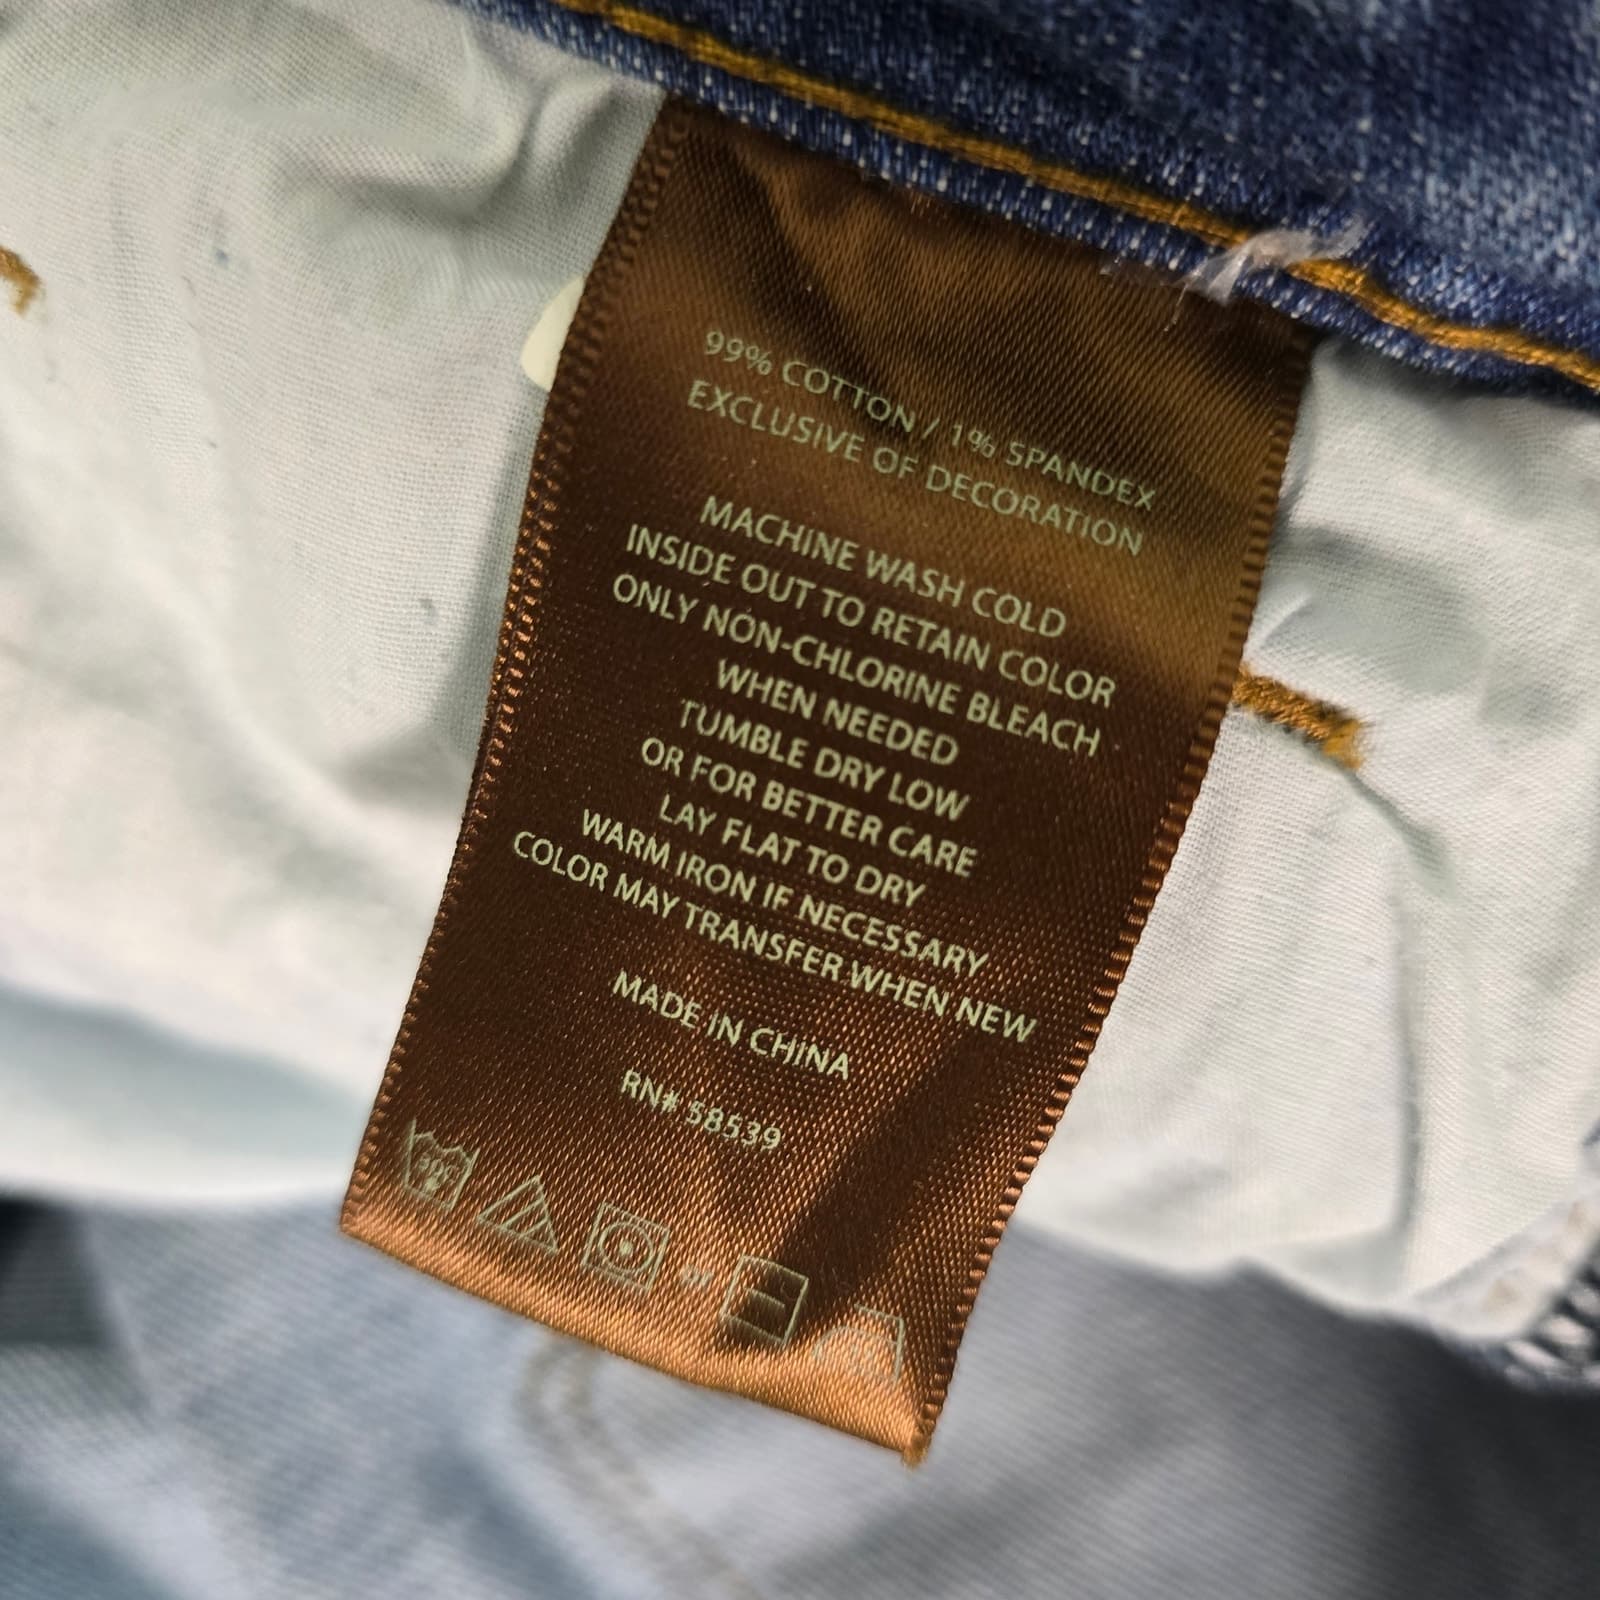 99% COTTON / 1% SPANDEX
EXCLUSIVE OF DECORATION
MACHINE WASH COLD
INSIDE OUT TO RETAIN COLOR
ONLY NON-CHLORINE BLEACH
WHEN NEEDED
TUMBLE DRY LOW
OR FOR BETTER CARE
LAY FLAT TO DRY
WARM IRON IF NECESSARY
COLOR MAY TRANSFER WHEN NEW
MADE IN CHINA
RN# 58539
or